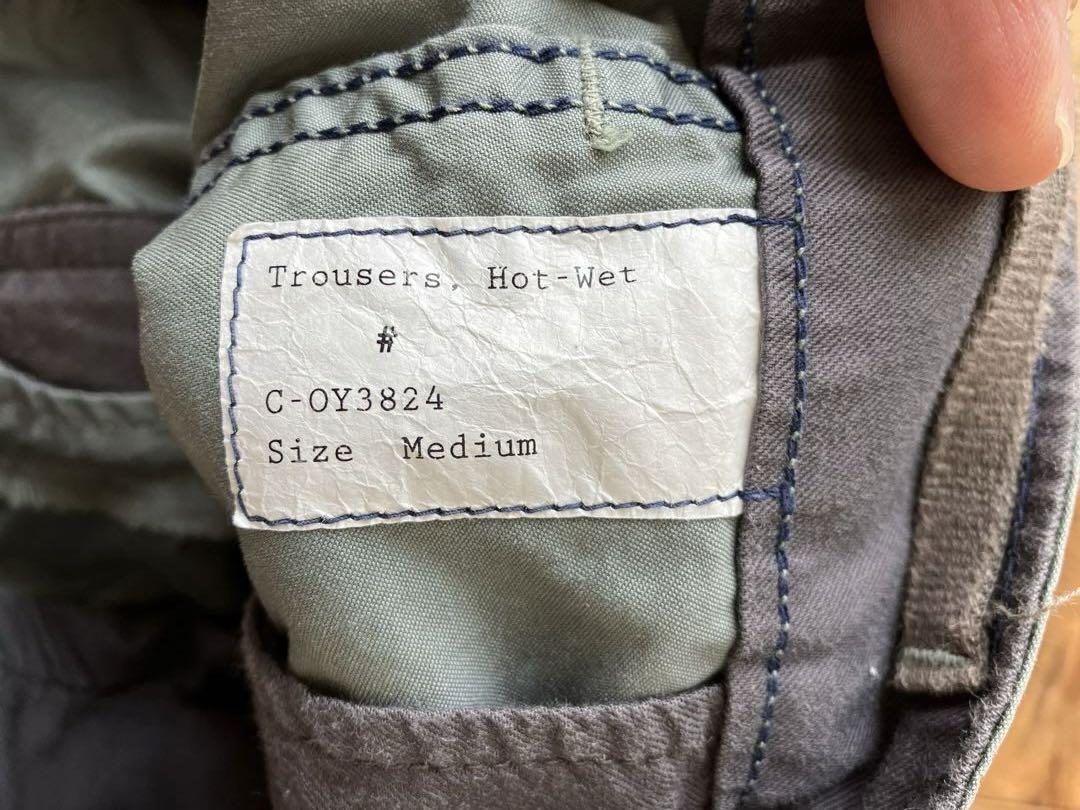 Trousers, Hot-Wet
#
C-OY3824
Size Medium